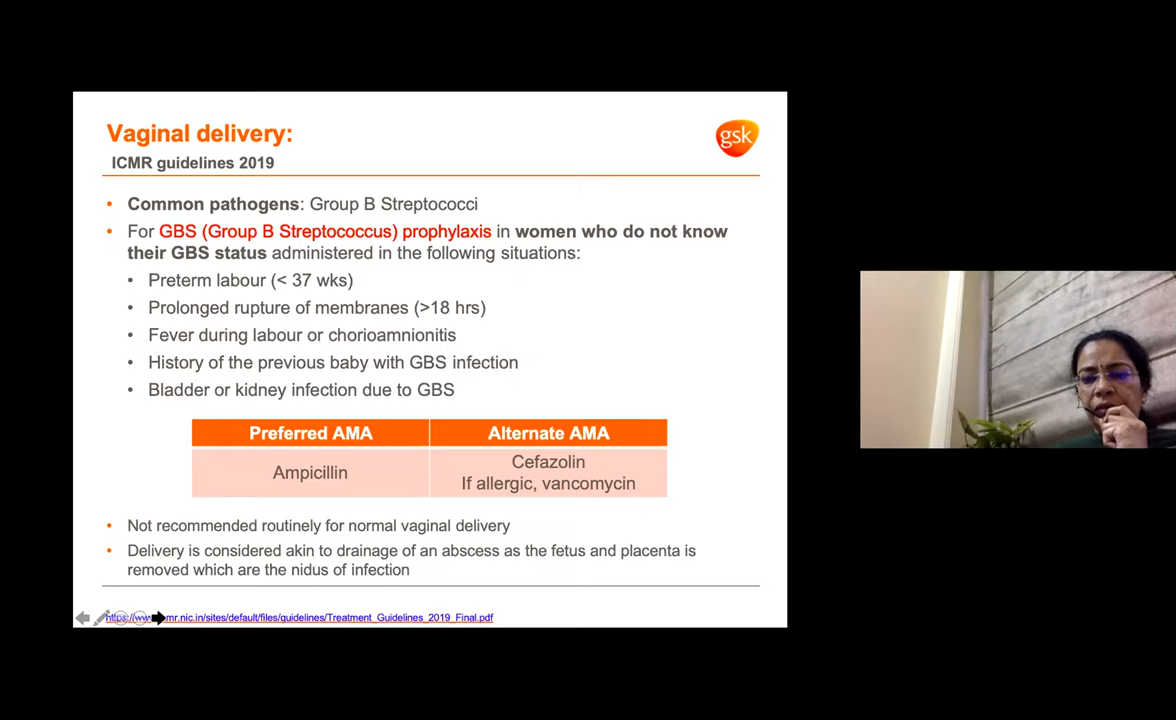 Vaginal delivery:
gsk
ICMR guidelines 2019
• Common pathogens: Group B Streptococci
• For GBS (Group B Streptococcus) prophylaxis in women who do not know
their GBS status administered in the following situations:
• Preterm labour (< 37 wks)
• Prolonged rupture of membranes (>18 hrs)
• Fever during labour or chorioamnionitis
• History of the previous baby with GBS infection
• Bladder or kidney infection due to GBS
Preferred AMA Alternate AMA
Ampicillin
Cefazolin
If allergic, vancomycin
• Not recommended routinely for normal vaginal delivery
• Delivery is considered akin to drainage of an abscess as the fetus and placenta is
removed which are the nidus of infection
mr.nic.in/sites/default/files/guidelines/Treatment_Guidelines_2019_Final.pdf